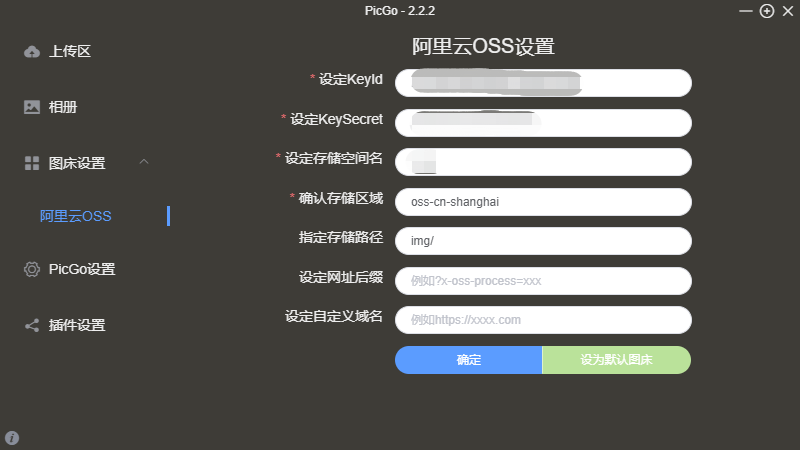 PicGo - 2.2.2
上传区
相册
图床设置
阿里云OSS
PicGo设置
插件设置
阿里云OSS设置
* 设定KeyId
* 设定KeySecret
* 设定存储空间名
* 确认存储区域
oss-cn-shanghai
指定存储路径
img/
设定网址后缀
例如?x-oss-process=xxx
设定自定义域名
例如https://xxxx.com
确定
设为默认图床